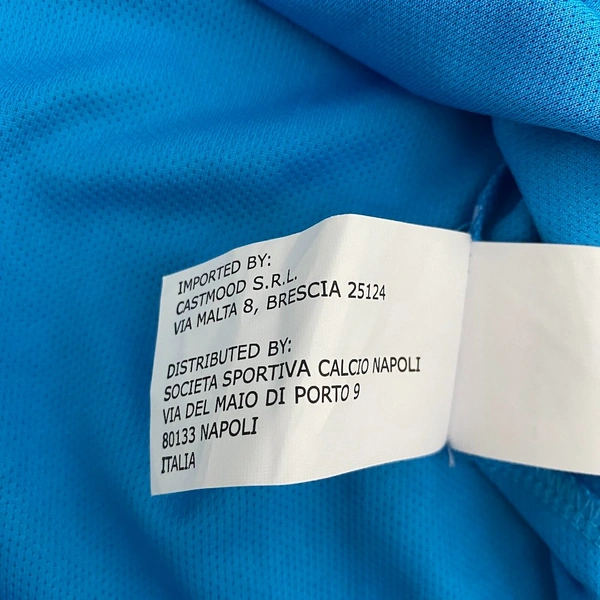 IMPORTED BY:
CASTMOOD S.R.L.
VIA MALTA 8, BRESCIA 25124
DISTRIBUTED BY:
SOCIETA SPORTIVA CALCIO NAPOLI
VIA DEL MAIO DI PORTO 9
80133 NAPOLI
ITALIA